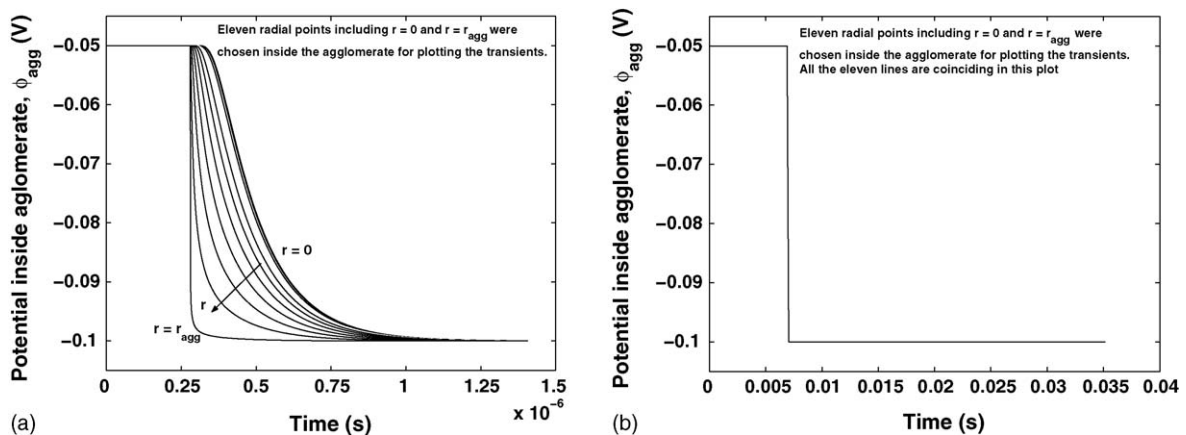 Eleven radial points including r = 0 and r = r_agg were
chosen inside the agglomerate for plotting the transients.
Potential inside aglomerate, ϕ_agg (V)
−0.05
−0.06
−0.07
−0.08
−0.09
−0.1
r = 0
r
r = r_agg
0
0.25
0.5
0.75
1
1.25
1.5
x 10^−6
Time (s)
(a)
Eleven radial points including r = 0 and r = r_agg were
chosen inside the agglomerate for plotting the transients.
All the eleven lines are coinciding in this plot
Potential inside agglomerate, ϕ_agg (V)
−0.05
−0.06
−0.07
−0.08
−0.09
−0.1
0
0.005
0.01
0.015
0.02
0.025
0.03
0.035
0.04
Time (s)
(b)